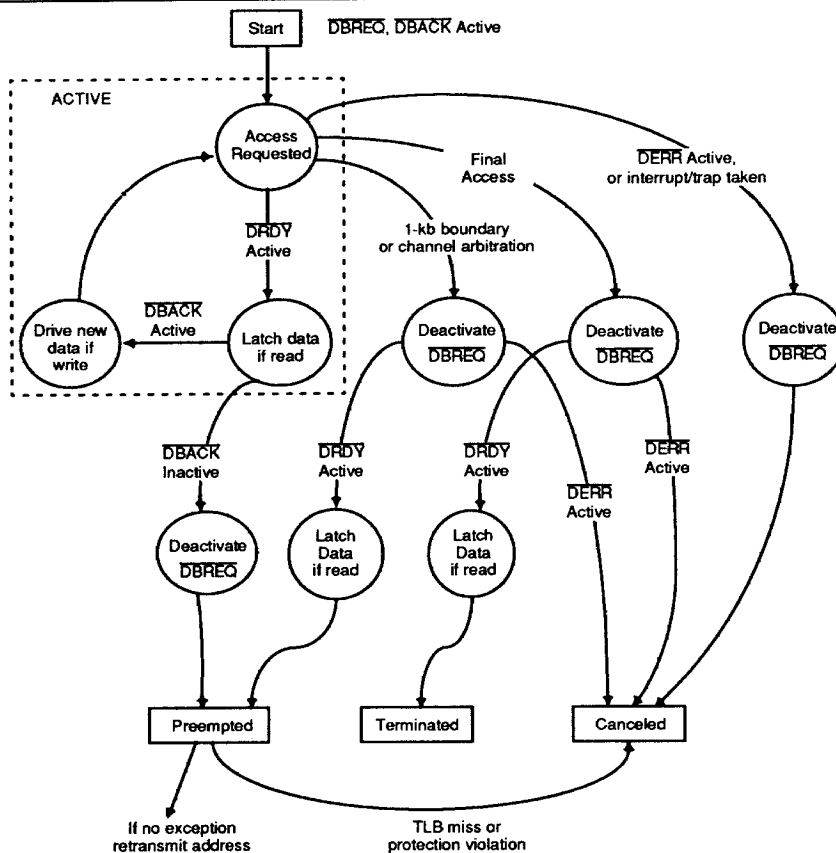 Start
DBREQ, DBACK Active
ACTIVE
Access
Requested
Final
Access
DERR Active,
or interrupt/trap taken
DRDY
Active
1-kb boundary
or channel arbitration
Drive new
data if
write
DBACK
Active
Latch data
if read
Deactivate
DBREQ
Deactivate
DBREQ
Deactivate
DBREQ
DBACK
Inactive
DRDY
Active
DRDY
Active
DERR
Active
DERR
Active
Deactivate
DBREQ
Latch
Data
if read
Latch
Data
if read
Preempted
Terminated
Canceled
If no exception
retransmit address
TLB miss or
protection violation